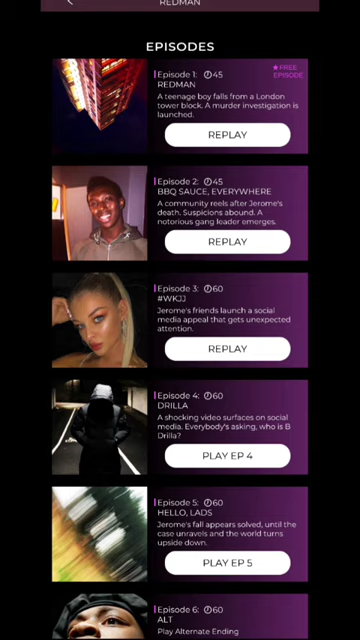 REDMAN
EPISODES
Episode 1: 45
FREE
EPISODE
REDMAN
A teenage boy falls from a London
tower block. A murder investigation is
launched.
REPLAY
Episode 2: 45
BBQ SAUCE, EVERYWHERE
A community reels after Jerome's
death. Suspicions abound. A
notorious gang leader emerges.
REPLAY
Episode 3: 60
#WKJJ
Jerome's friends launch a social
media appeal that gets unexpected
attention.
REPLAY
Episode 4: 60
DRILLA
A shocking video surfaces on social
media. Everybody's asking, who is B
Drilla?
PLAY EP 4
Episode 5: 60
HELLO, LADS
Jerome's fall appears solved, until the
case unravels and the world turns
upside down.
PLAY EP 5
Episode 6: 60
ALT
Play Alternate Ending